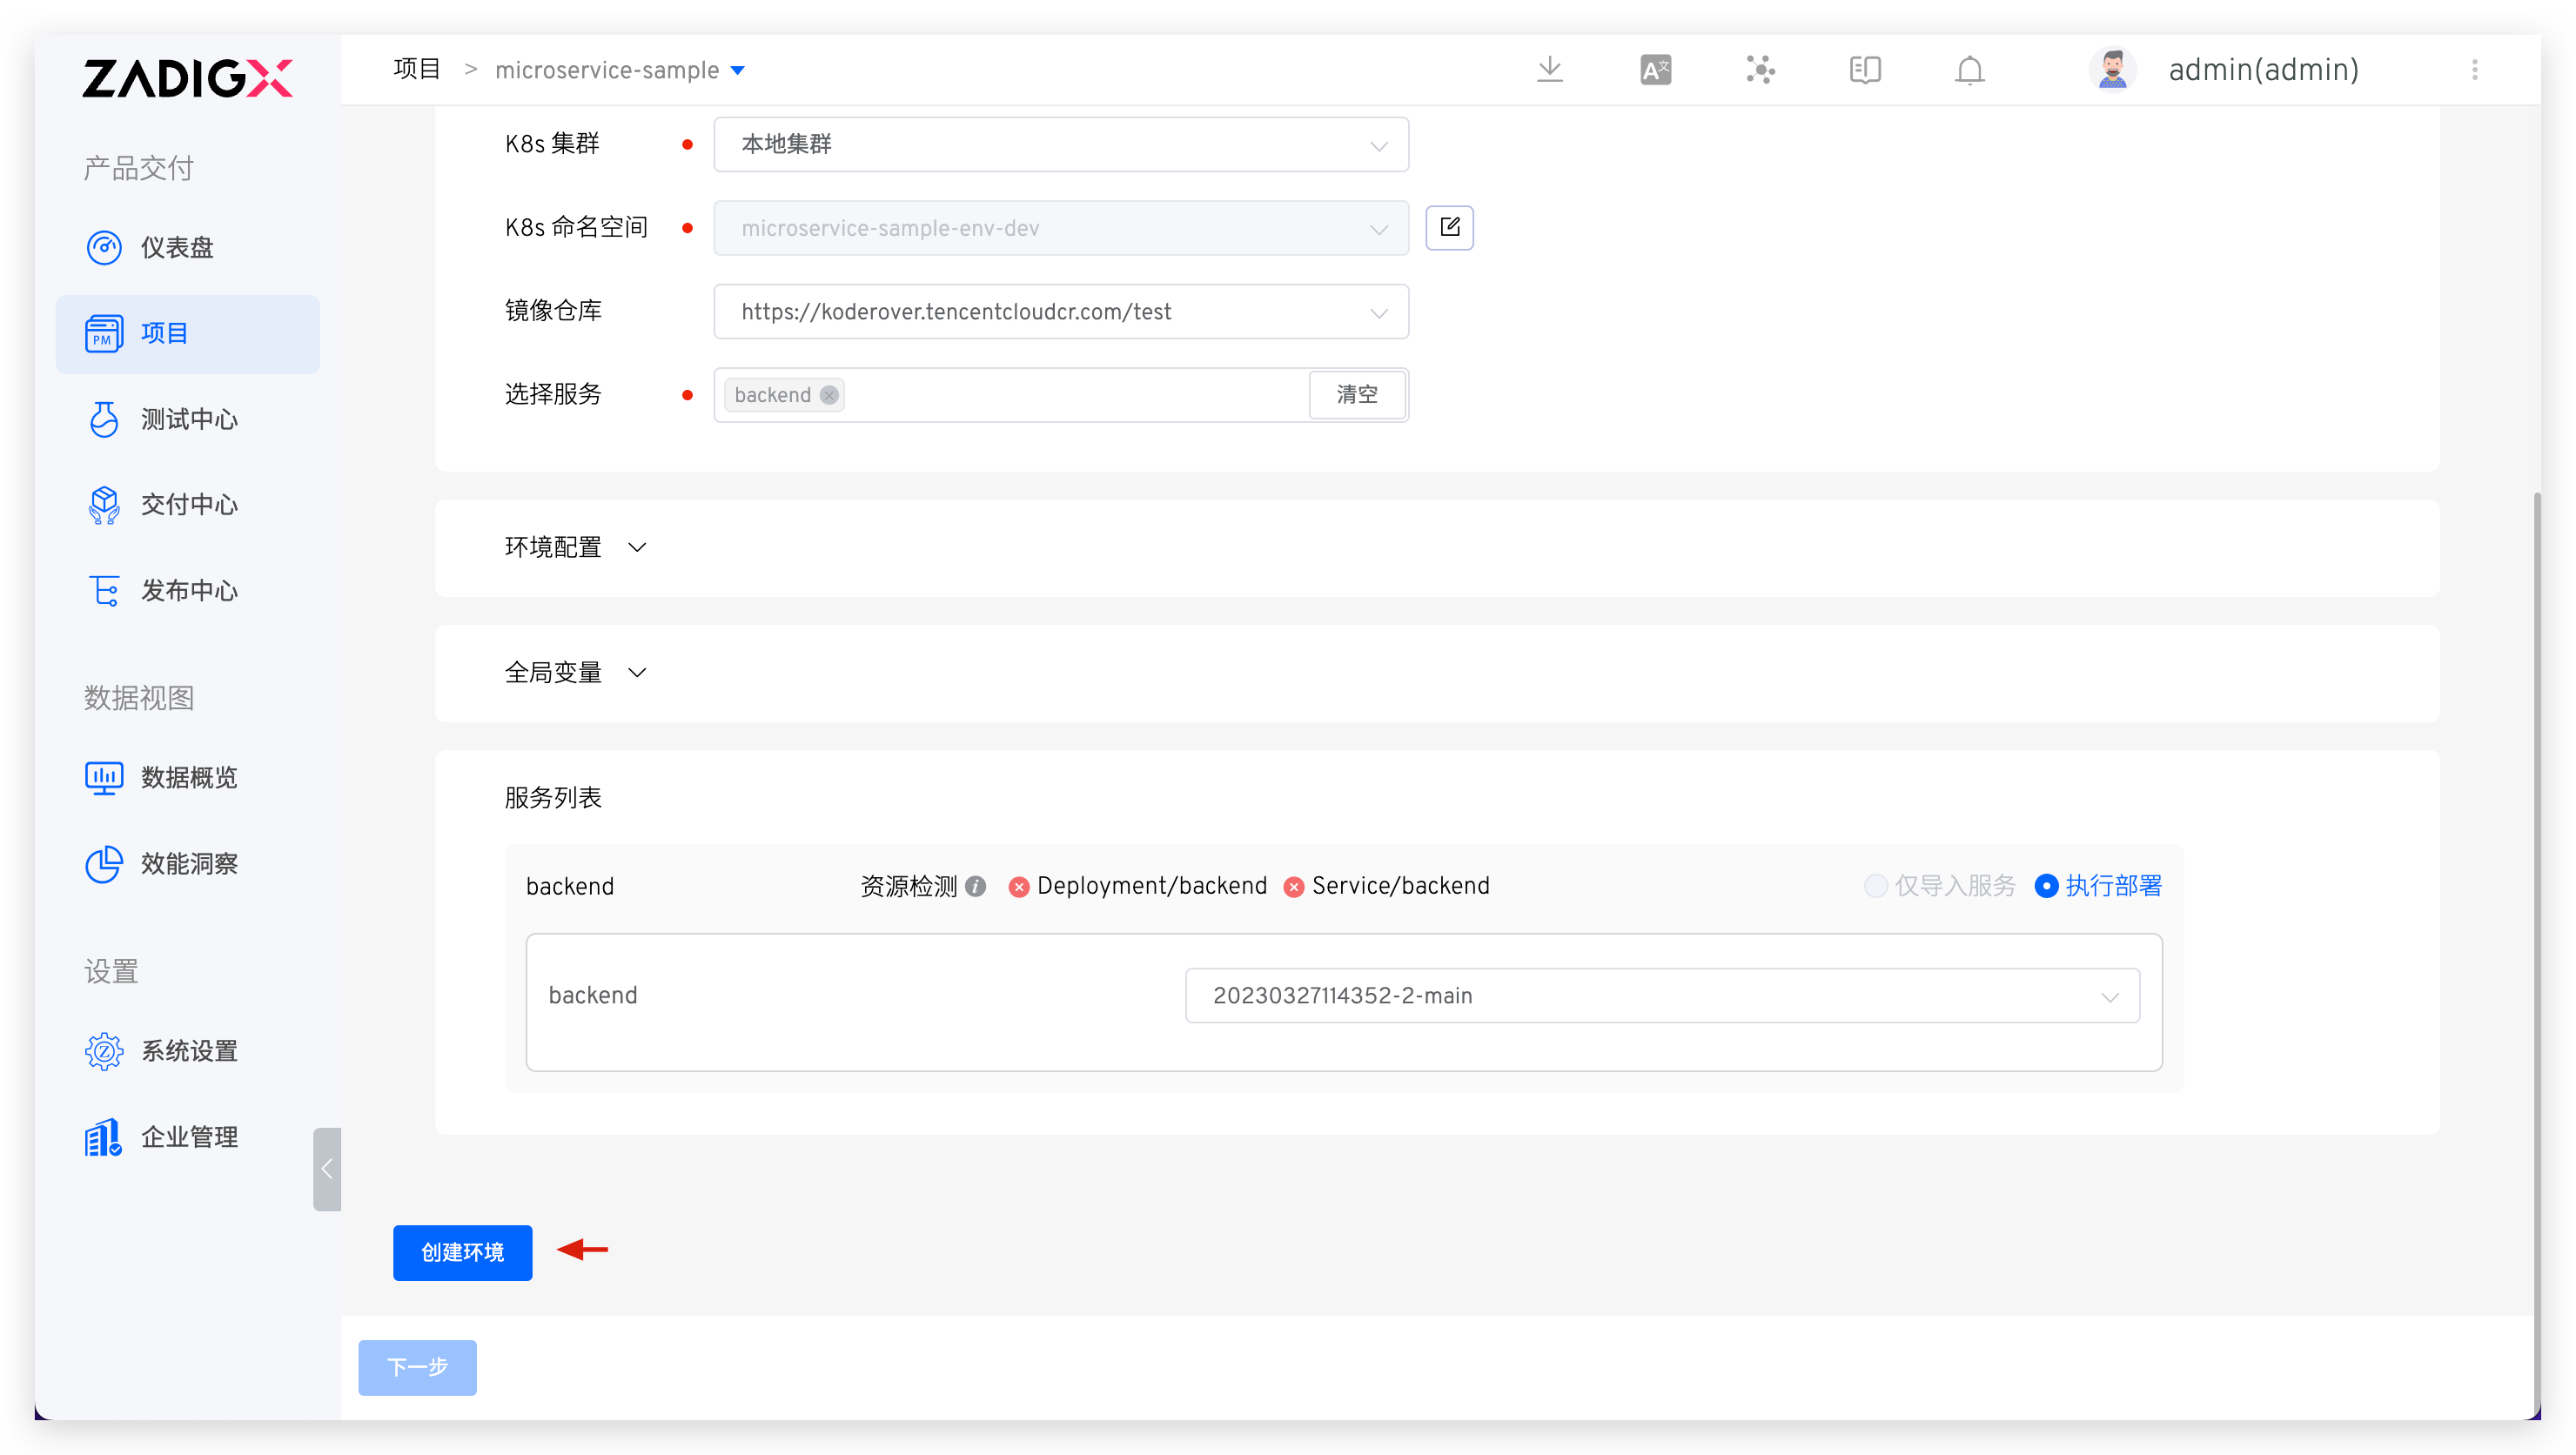 ZADIGX
项目 > microservice-sample
A文
admin(admin)
产品交付
仪表盘
PM 项目
测试中心
交付中心
发布中心
数据视图
数据概览
效能洞察
设置
Z 系统设置
企业管理
K8s 集群 本地集群
K8s 命名空间 microservice-sample-env-dev
镜像仓库 https://koderover.tencentcloudcr.com/test
选择服务 backend 清空
环境配置
全局变量
服务列表
backend 资源检测 i Deployment/backend Service/backend 仅导入服务 执行部署
backend 20230327114352-2-main
创建环境
下一步